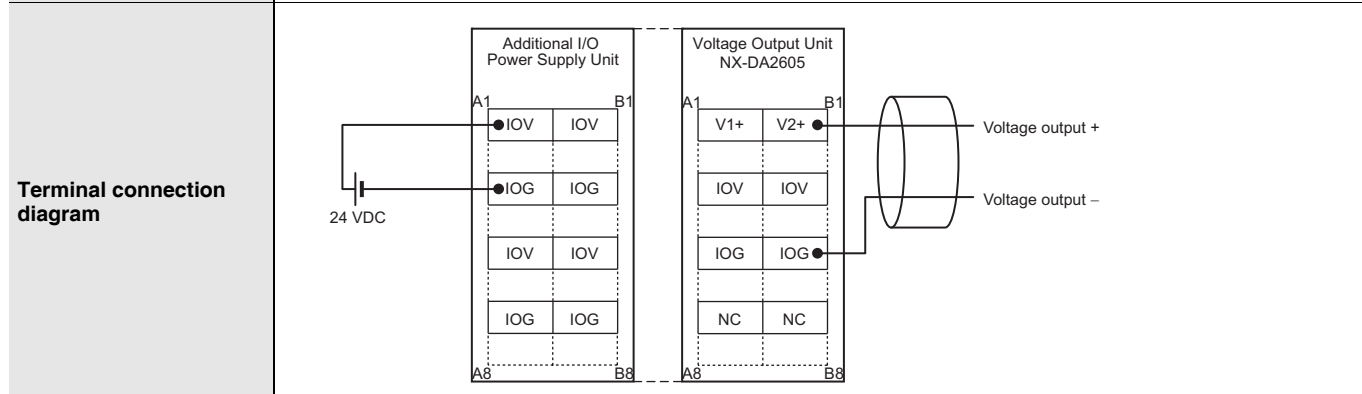 Terminal connection
diagram
Additional I/O
Power Supply Unit
A1 B1
IOV IOV
IOG IOG
IOV IOV
IOG IOG
A8 B8
24 VDC
Voltage Output Unit
NX-DA2605
A1 B1
V1+ V2+
IOV IOV
IOG IOG
NC NC
A8 B8
Voltage output +
Voltage output −